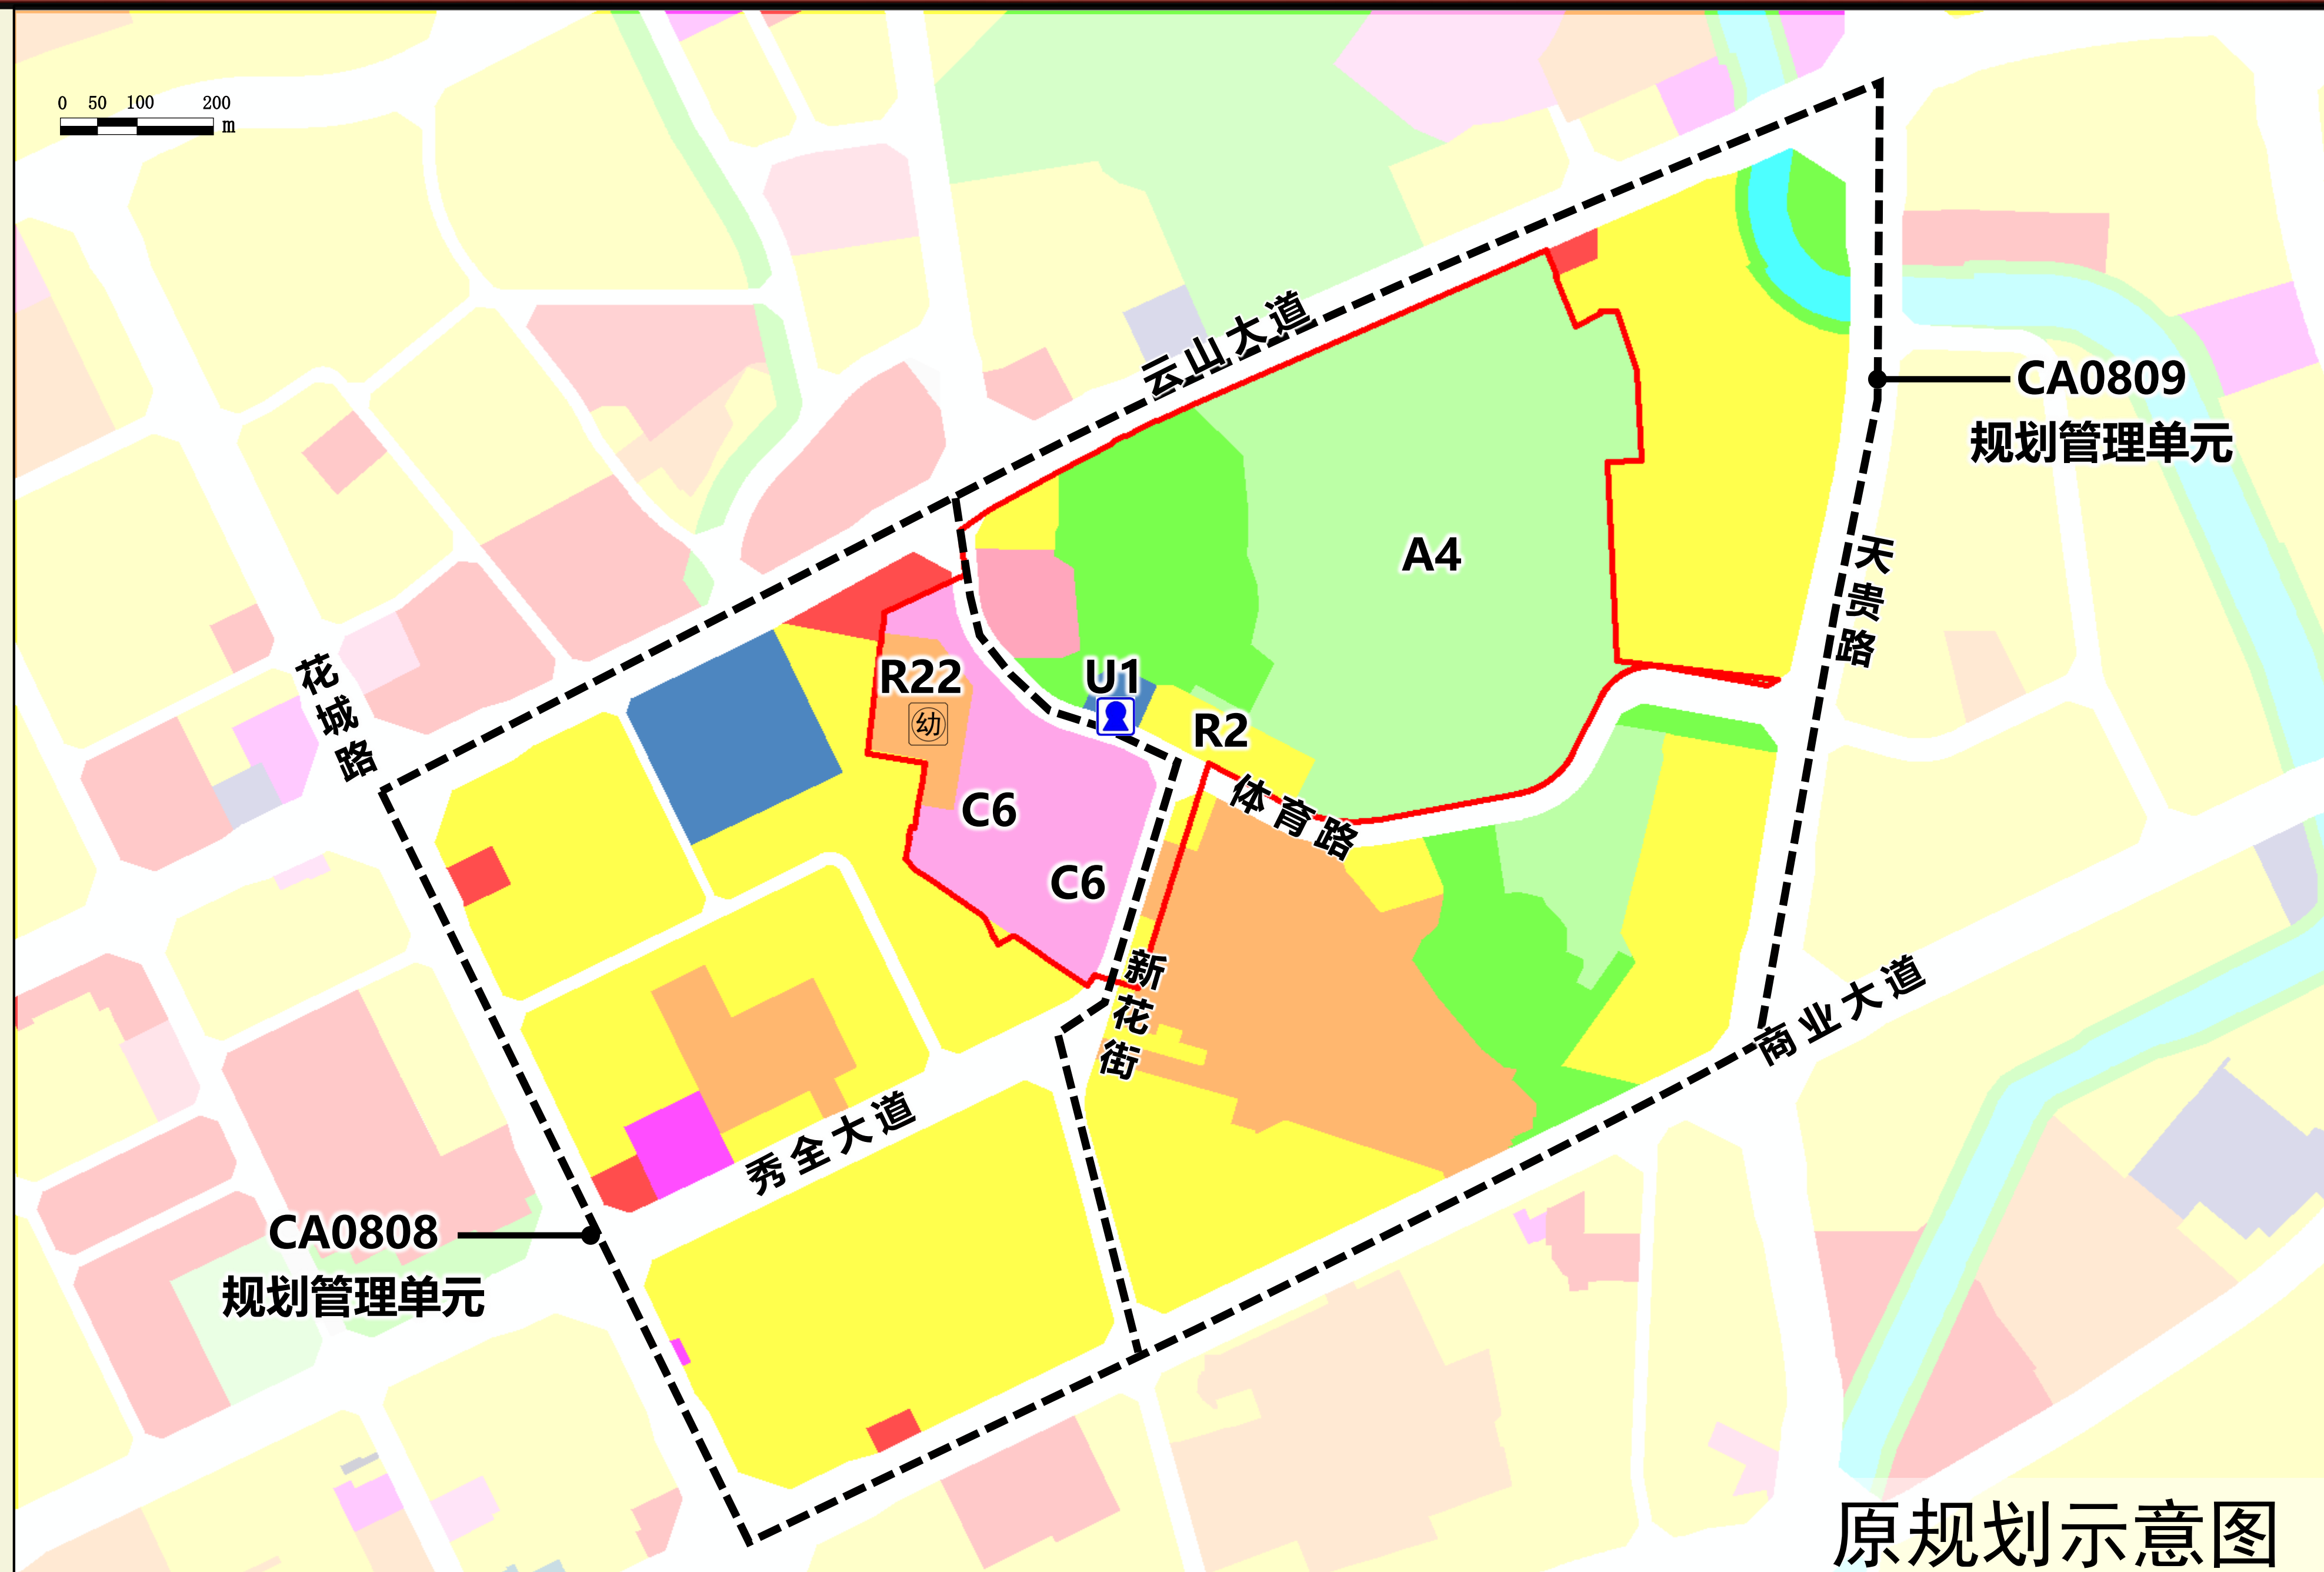 0 50 100 200
m
云山大道
CA0809
规划管理单元
A4
天贵路
花城路
R22
幼
U1
R2
体育路
C6
C6
新花街
商业大道
秀全大道
CA0808
规划管理单元
原规划示意图